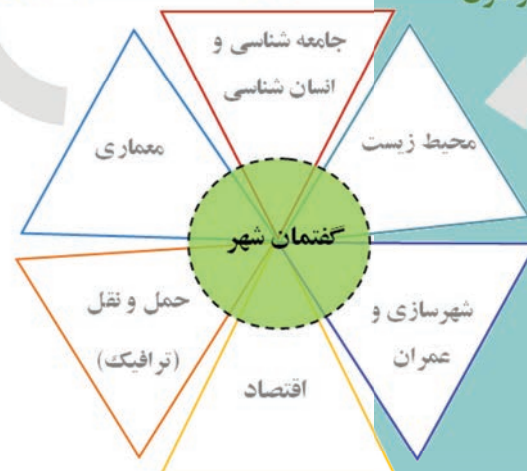 جامعه شناسی و
انسان شناسی
محیط زیست
معماری
گفتمان شهر
شهرسازی و
عمران
حمل و نقل
(ترافیک)
اقتصاد